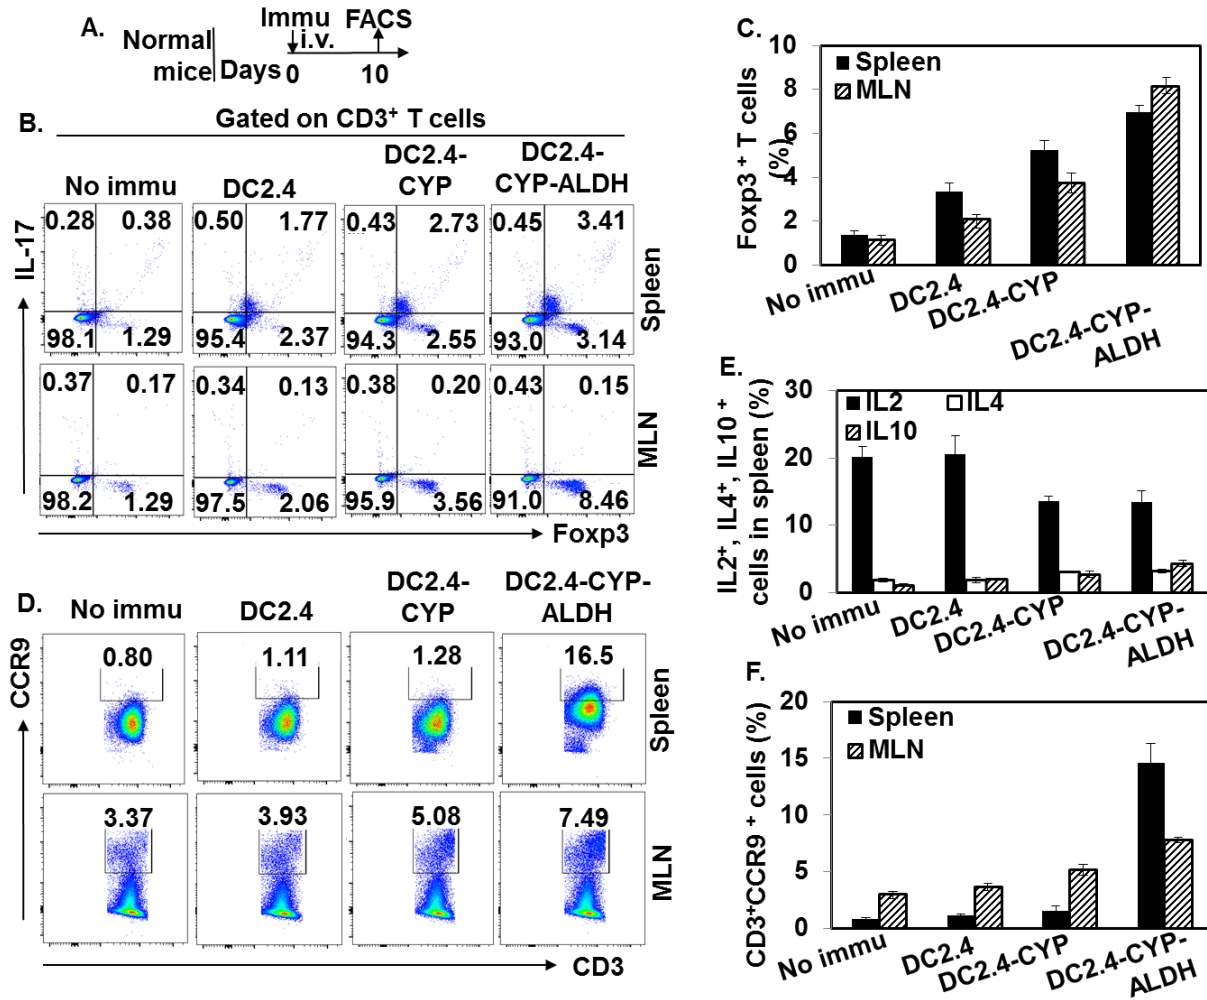 A.
Immu FACS
Normal i.v.
mice Days 0 10
B.
Gated on CD3⁺ T cells
No immu DC2.4 DC2.4-CYP DC2.4-CYP-ALDH
IL-17
0.28 0.38 0.50 1.77 0.43 2.73 0.45 3.41
98.1 1.29 95.4 2.37 94.3 2.55 93.0 3.14
Spleen
0.37 0.17 0.34 0.13 0.38 0.20 0.43 0.15
98.2 1.29 97.5 2.06 95.9 3.56 91.0 8.46
MLN
Foxp3
C.
Foxp3 ⁺ T cells
(%)
10
8
6
4
2
0
Spleen
MLN
No immu
DC2.4
DC2.4-CYP
DC2.4-CYP-
ALDH
D.
No immu DC2.4 DC2.4-CYP DC2.4-CYP-ALDH
CCR9
0.80 1.11 1.28 16.5
Spleen
3.37 3.93 5.08 7.49
MLN
CD3
E.
IL2⁺, IL4⁺, IL10 ⁺
cells in spleen (%)
30
20
10
0
IL2 IL4
IL10
No immu
DC2.4
DC2.4-CYP
DC2.4-CYP-
ALDH
F.
CD3⁺CCR9 ⁺ cells (%)
20
15
10
5
0
Spleen
MLN
No immu
DC2.4
DC2.4-CYP
DC2.4-CYP-
ALDH